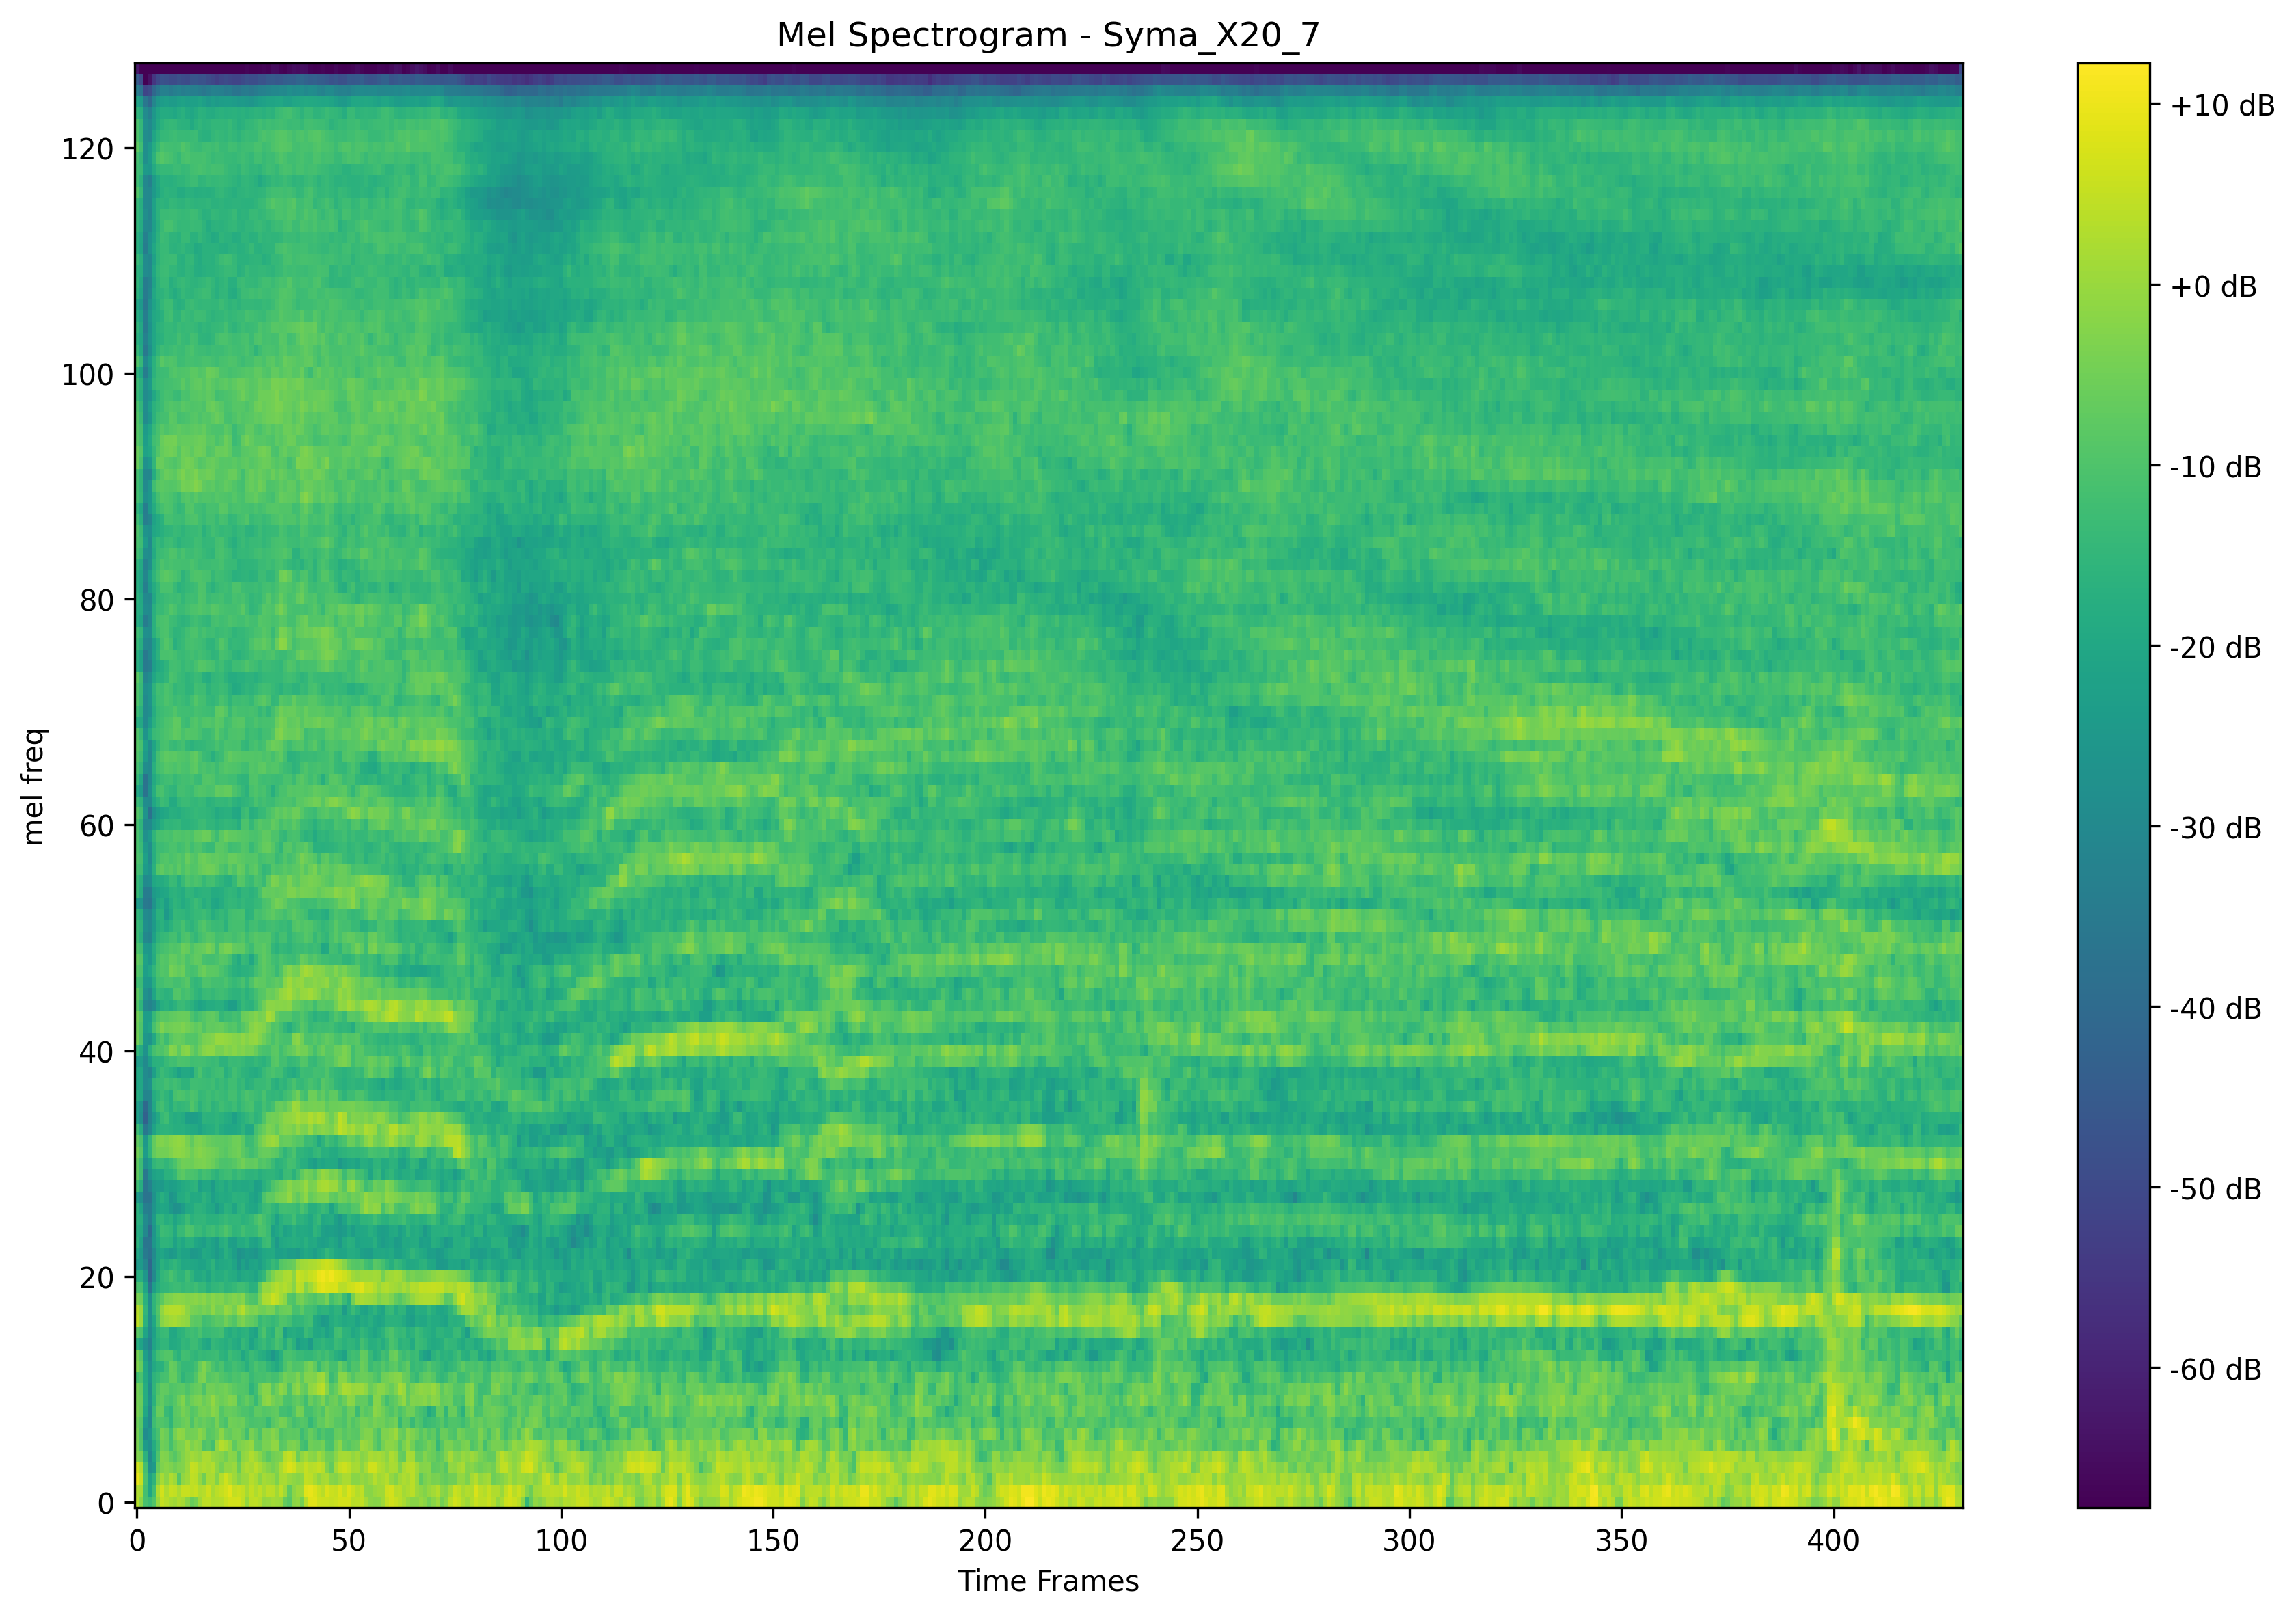 Mel Spectrogram - Syma_X20_7
mel freq
120
100
80
60
40
20
0
0 50 100 150 200 250 300 350 400
Time Frames
+10 dB
+0 dB
-10 dB
-20 dB
-30 dB
-40 dB
-50 dB
-60 dB